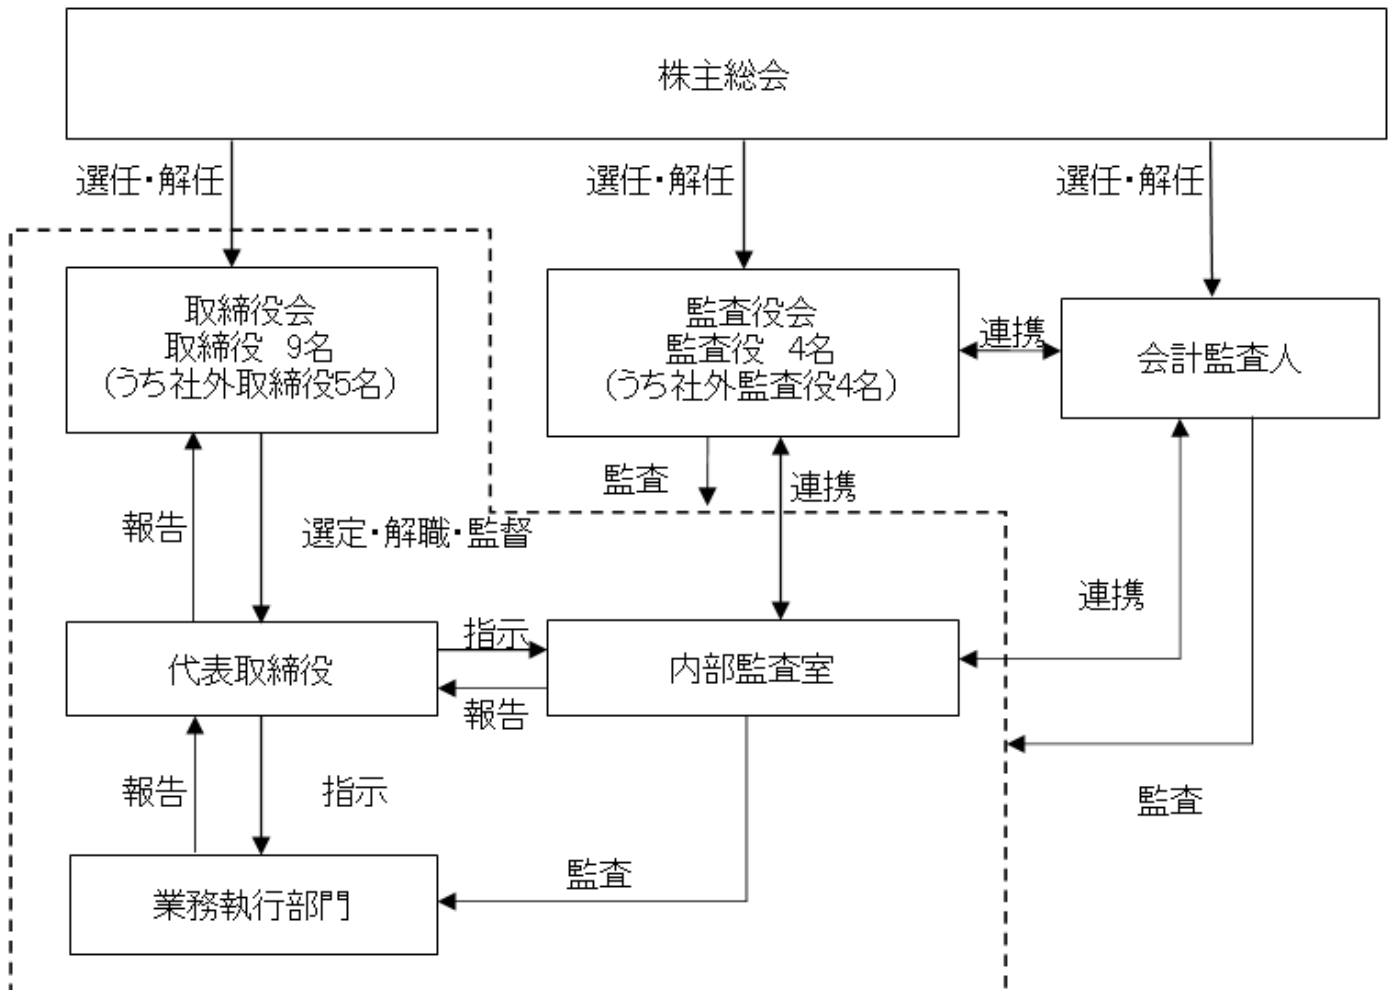 株主総会
選任・解任
選任・解任
選任・解任
取締役会
取締役 9名
(うち社外取締役5名)
監査役会
監査役 4名
(うち社外監査役4名)
連携
会計監査人
監査
連携
報告
選定・解職・監督
連携
代表取締役
指示
報告
内部監査室
報告
指示
監査
監査
業務執行部門